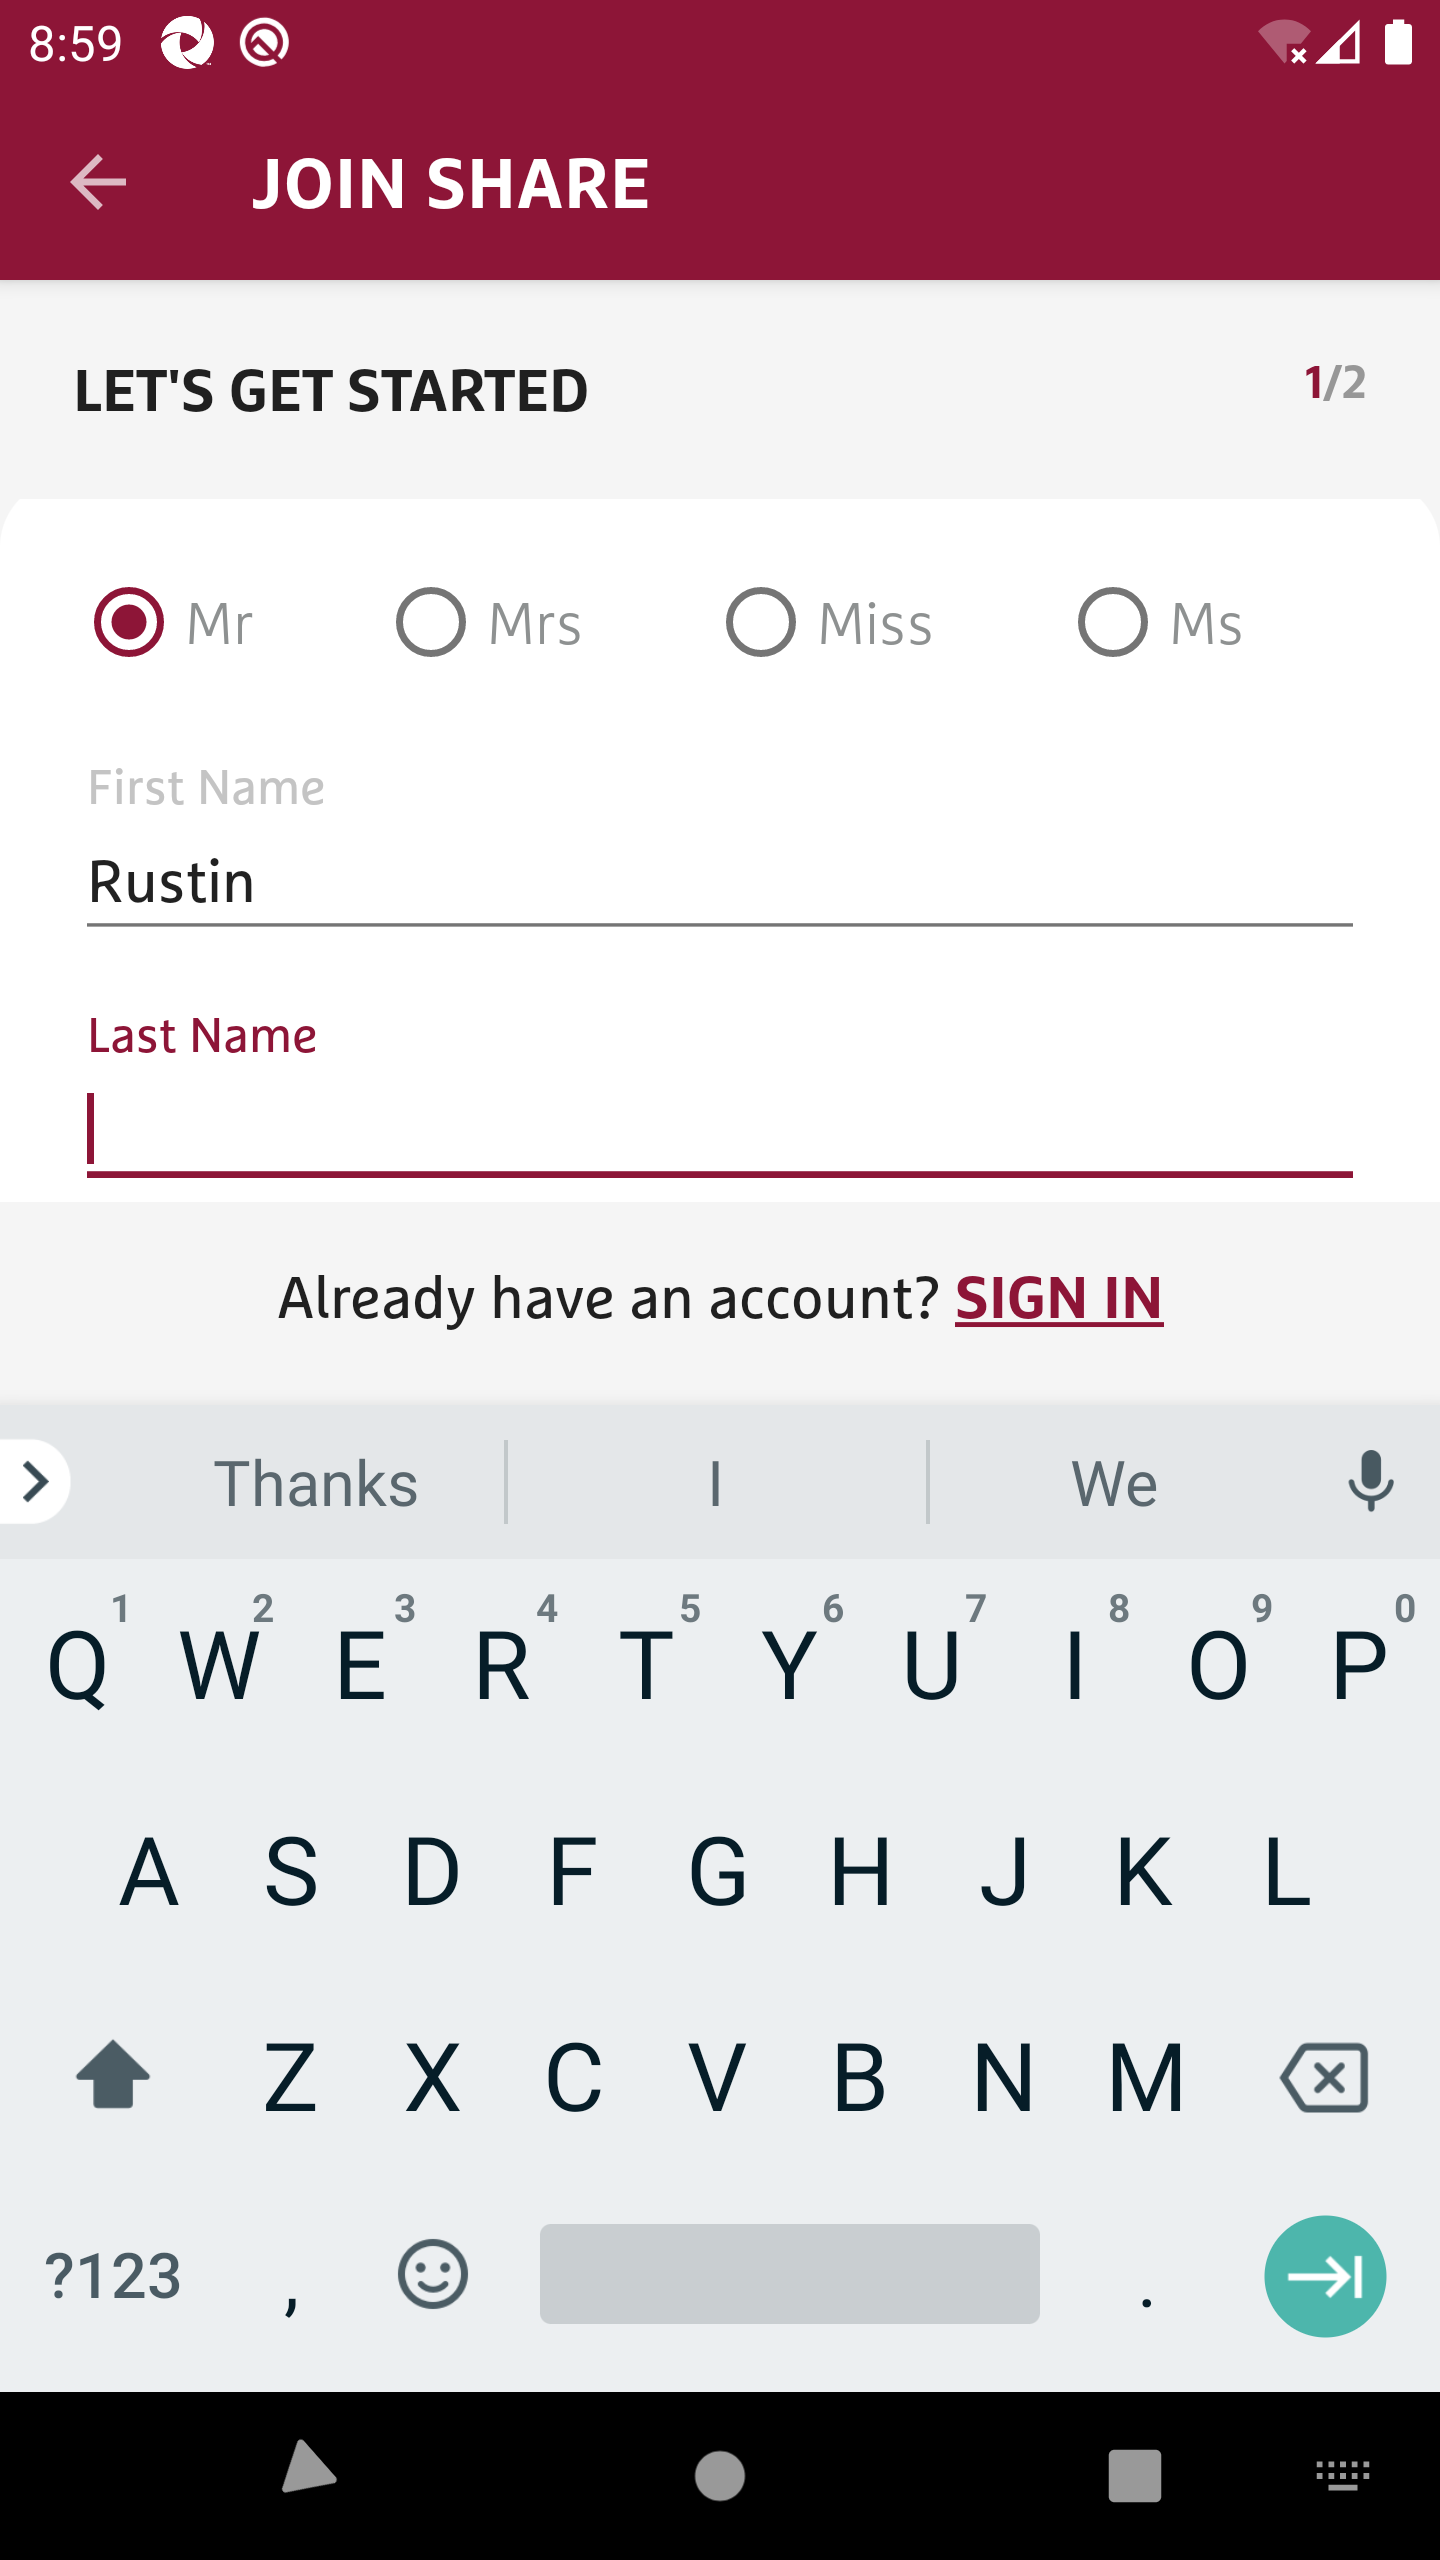 8:59
JOIN SHARE
LET'S GET STARTED
1/2
Mr Mrs Miss Ms
First Name
Rustin
Last Name
Already have an account? SIGN IN
Thanks I We
1 2 3 4 5 6 7 8 9 0
Q W E R T Y U I O P
A S D F G H J K L
Z X C V B N M
?123 , .